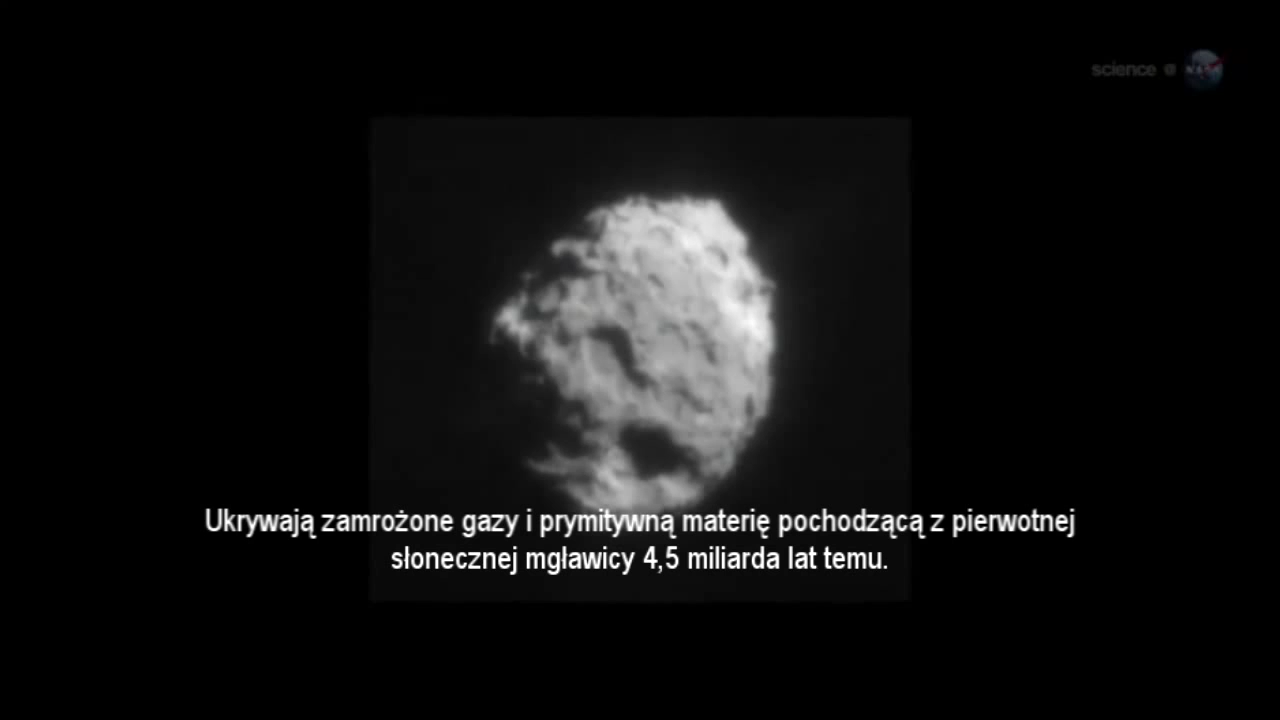 science @ NASA
Ukrywają zamrożone gazy i prymitywną materię pochodzącą z pierwotnej
słonecznej mgławicy 4,5 miliarda lat temu.